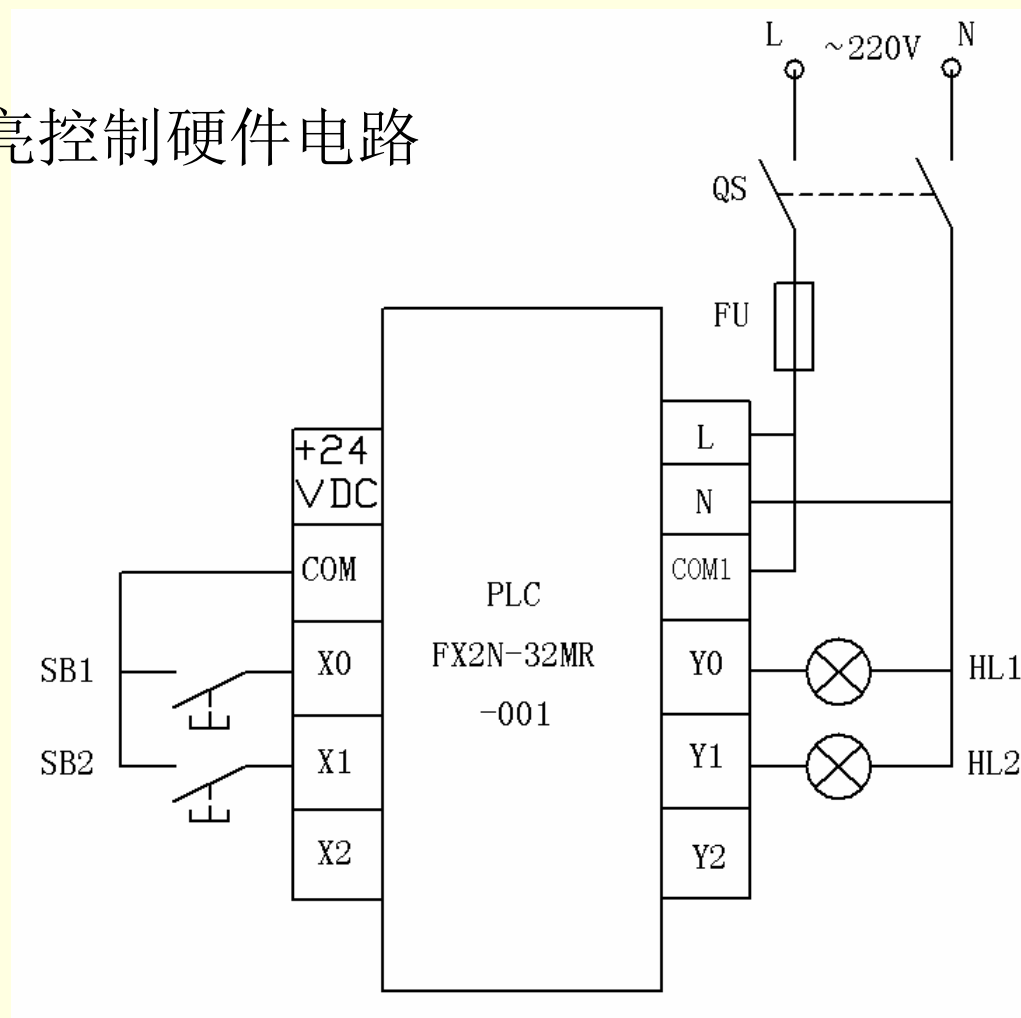 L ~220V N
亮控制硬件电路
QS
FU
+24
VDC
COM
X0
X1
X2
SB1
SB2
PLC
FX2N-32MR
-001
L
N
COM1
Y0
Y1
Y2
HL1
HL2